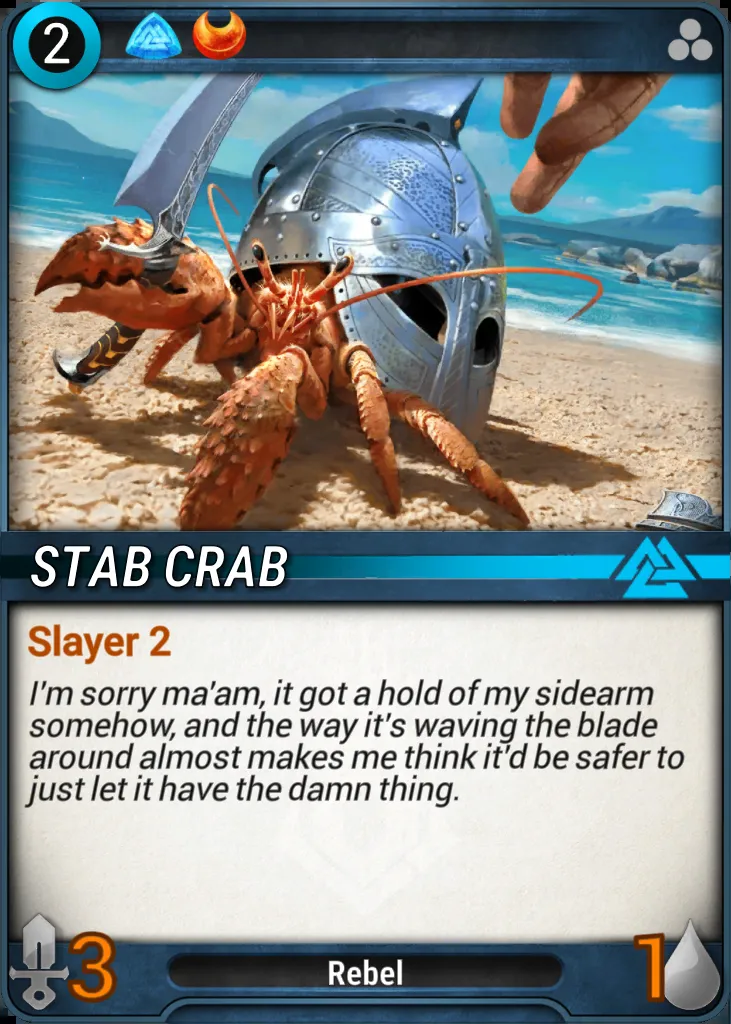 2
STAB CRAB
Slayer 2
I'm sorry ma'am, it got a hold of my sidearm
somehow, and the way it's waving the blade
around almost makes me think it'd be safer to
just let it have the damn thing.
3
Rebel
1